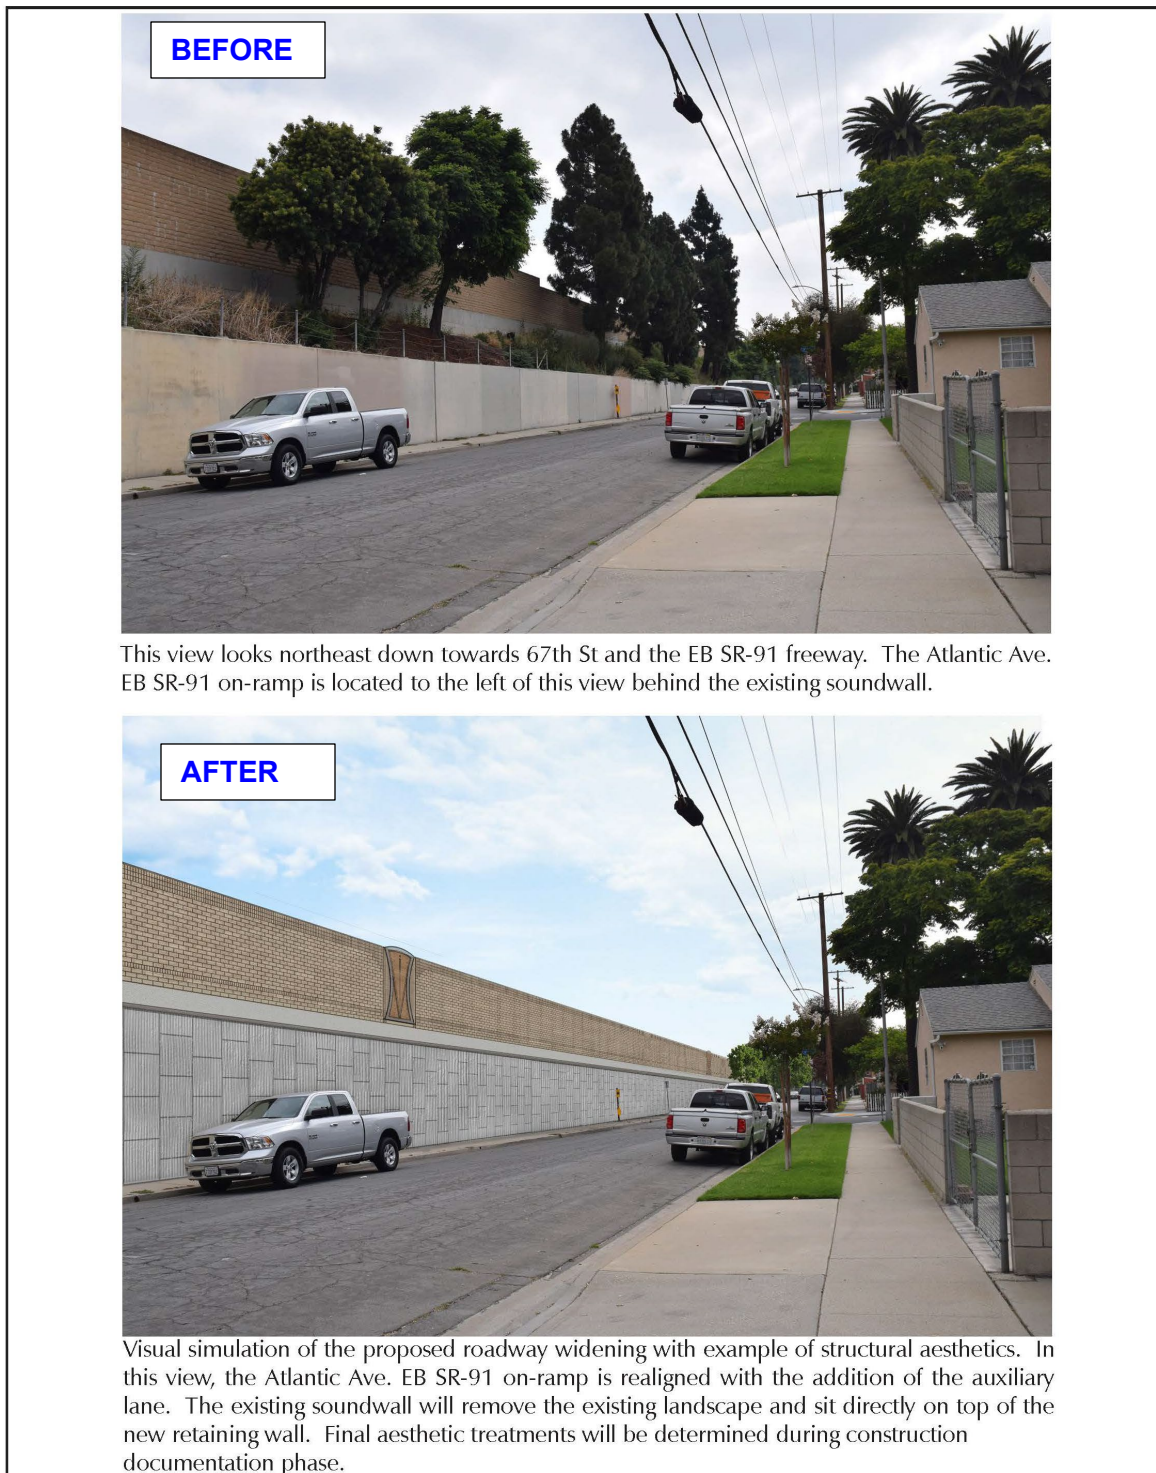 BEFORE
This view looks northeast down towards 67th St and the EB SR-91 freeway.  The Atlantic Ave.
EB SR-91 on-ramp is located to the left of this view behind the existing soundwall.
AFTER
Visual simulation of the proposed roadway widening with example of structural aesthetics.  In
this view, the Atlantic Ave. EB SR-91 on-ramp is realigned with the addition of the auxiliary
lane.  The existing soundwall will remove the existing landscape and sit directly on top of the
new retaining wall.  Final aesthetic treatments will be determined during construction
documentation phase.